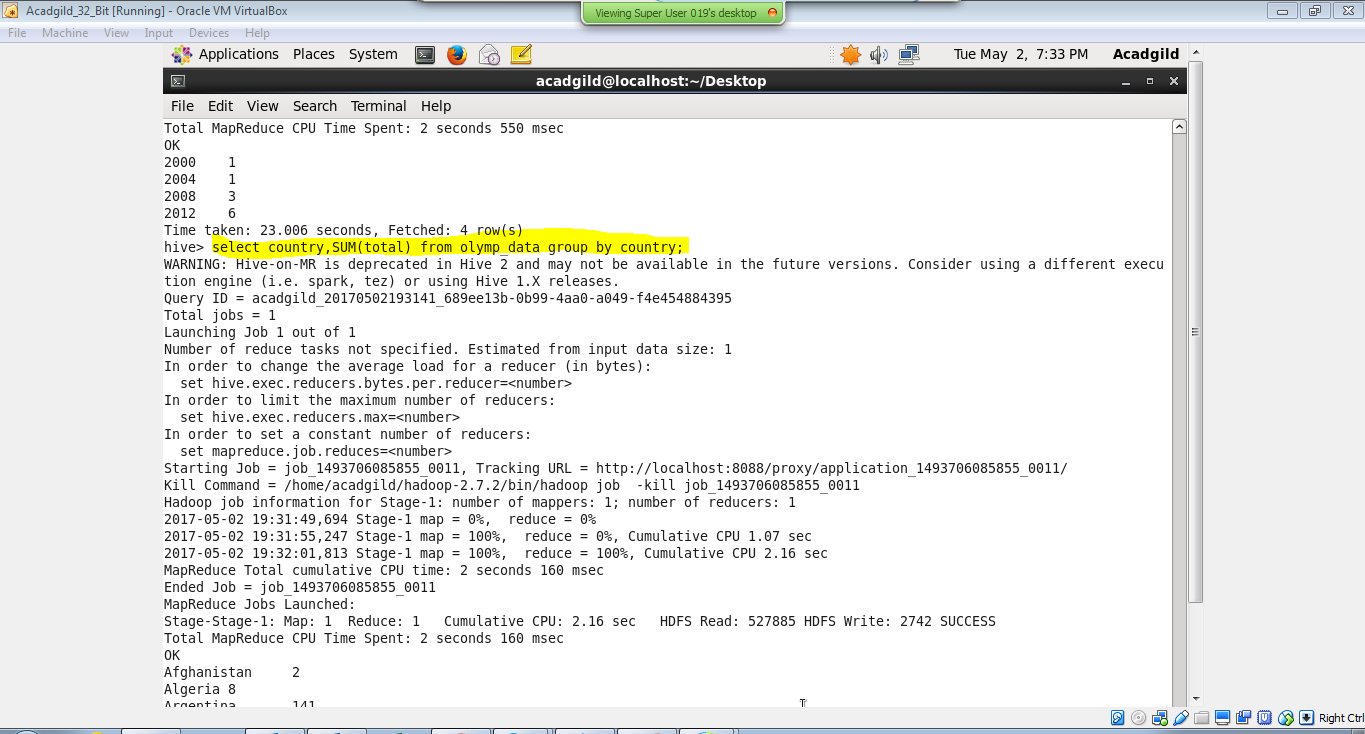 Acadgild_32_Bit [Running] - Oracle VM VirtualBox
Viewing Super User 019's desktop
File Machine View Input Devices Help
Applications Places System Tue May 2, 7:33 PM Acadgild
acadgild@localhost:~/Desktop
File Edit View Search Terminal Help
Total MapReduce CPU Time Spent: 2 seconds 550 msec
OK
2000 1
2004 1
2008 3
2012 6
Time taken: 23.006 seconds, Fetched: 4 row(s)
hive> select country,SUM(total) from olymp_data group by country;
WARNING: Hive-on-MR is deprecated in Hive 2 and may not be available in the future versions. Consider using a different execu
tion engine (i.e. spark, tez) or using Hive 1.X releases.
Query ID = acadgild_20170502193141_689ee13b-0b99-4aa0-a049-f4e454884395
Total jobs = 1
Launching Job 1 out of 1
Number of reduce tasks not specified. Estimated from input data size: 1
In order to change the average load for a reducer (in bytes):
  set hive.exec.reducers.bytes.per.reducer=<number>
In order to limit the maximum number of reducers:
  set hive.exec.reducers.max=<number>
In order to set a constant number of reducers:
  set mapreduce.job.reduces=<number>
Starting Job = job_1493706085855_0011, Tracking URL = http://localhost:8088/proxy/application_1493706085855_0011/
Kill Command = /home/acadgild/hadoop-2.7.2/bin/hadoop job  -kill job_1493706085855_0011
Hadoop job information for Stage-1: number of mappers: 1; number of reducers: 1
2017-05-02 19:31:49,694 Stage-1 map = 0%,  reduce = 0%
2017-05-02 19:31:55,247 Stage-1 map = 100%,  reduce = 0%, Cumulative CPU 1.07 sec
2017-05-02 19:32:01,813 Stage-1 map = 100%,  reduce = 100%, Cumulative CPU 2.16 sec
MapReduce Total cumulative CPU time: 2 seconds 160 msec
Ended Job = job_1493706085855_0011
MapReduce Jobs Launched:
Stage-Stage-1: Map: 1  Reduce: 1   Cumulative CPU: 2.16 sec   HDFS Read: 527885 HDFS Write: 2742 SUCCESS
Total MapReduce CPU Time Spent: 2 seconds 160 msec
OK
Afghanistan 2
Algeria 8
Argentina 141
Right Ctrl